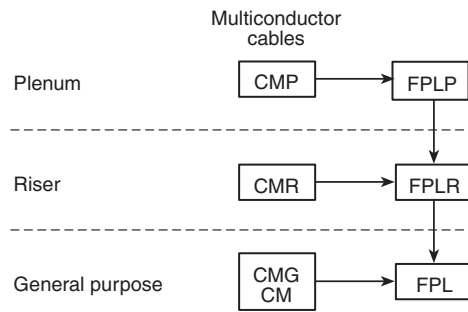 Multiconductor
cables
Plenum
CMP
FPLP
Riser
CMR
FPLR
General purpose
CMG
CM
FPL